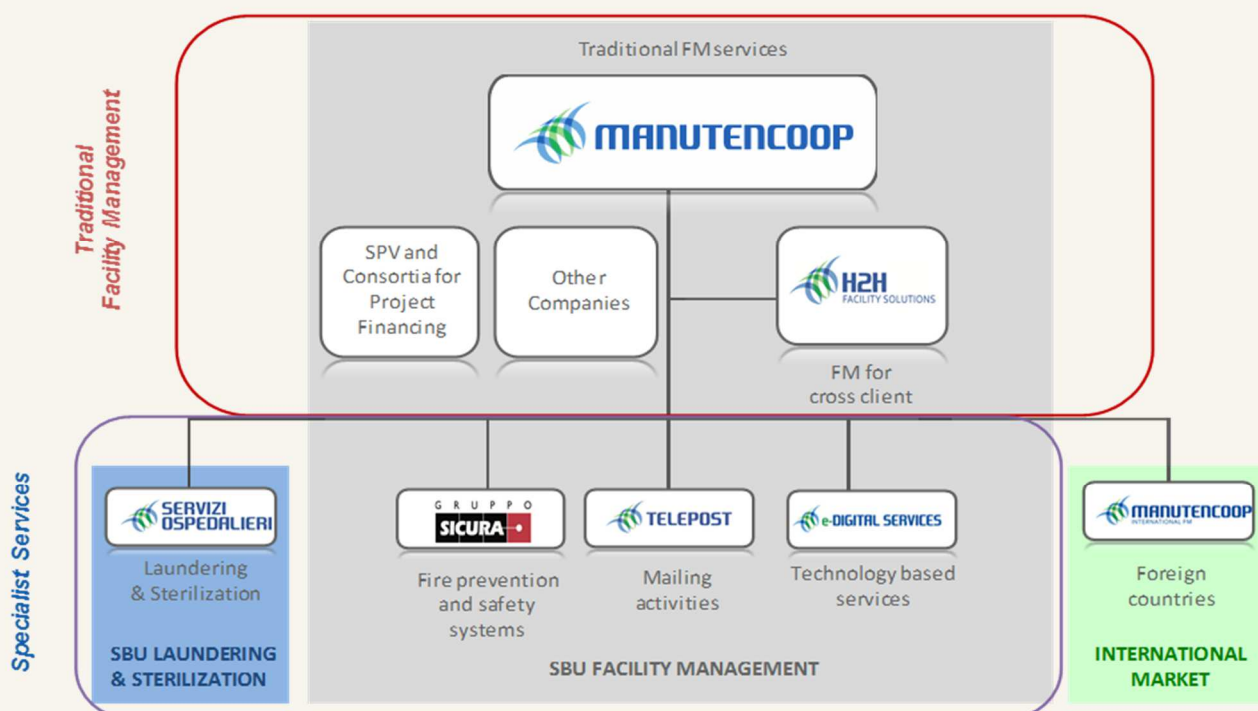 Traditional FM services
MANUTENCOOP
Traditional
Facility Management
SPV and
Consortia for
Project
Financing
Other
Companies
H2H
FACILITY SOLUTIONS
FM for
cross client
Specialist Services
SERVIZI
OSPEDALIERI
Laundering
& Sterilization
SBU LAUNDERING
& STERILIZATION
GRUPPO
SICURA
Fire prevention
and safety
systems
TELEPOST
Mailing
activities
e-DIGITAL SERVICES
Technology based
services
SBU FACILITY MANAGEMENT
MANUTENCOOP
INTERNATIONAL FM
Foreign
countries
INTERNATIONAL
MARKET